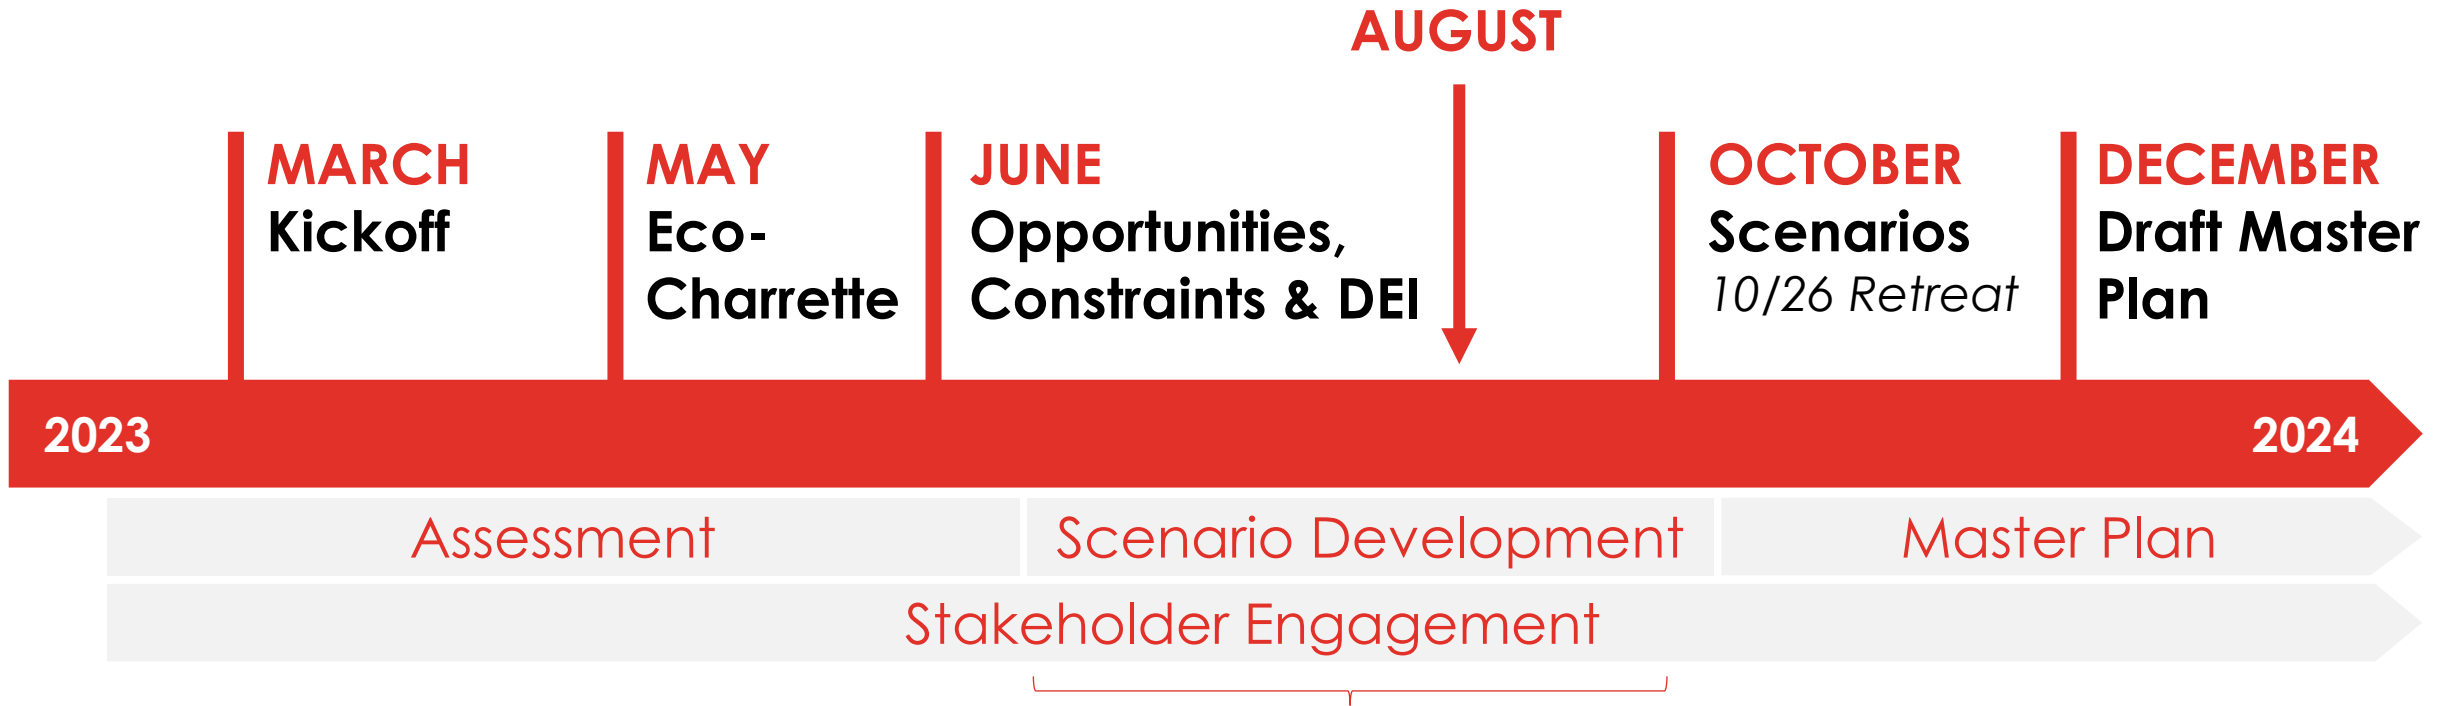 AUGUST
MARCH
Kickoff
MAY
Eco-
Charrette
JUNE
Opportunities,
Constraints & DEI
OCTOBER
Scenarios
10/26 Retreat
DECEMBER
Draft Master
Plan
2023
2024
Assessment
Scenario Development
Master Plan
Stakeholder Engagement